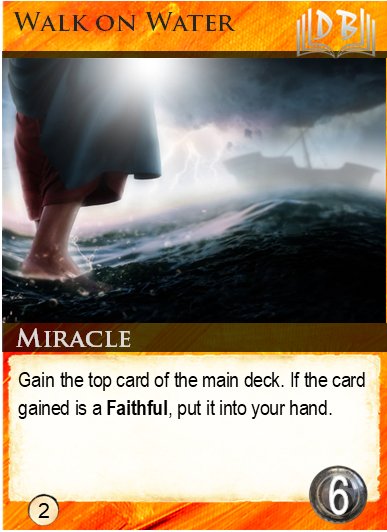 Walk on Water
DB
Miracle
Gain the top card of the main deck. If the card
gained is a Faithful, put it into your hand.
2
6